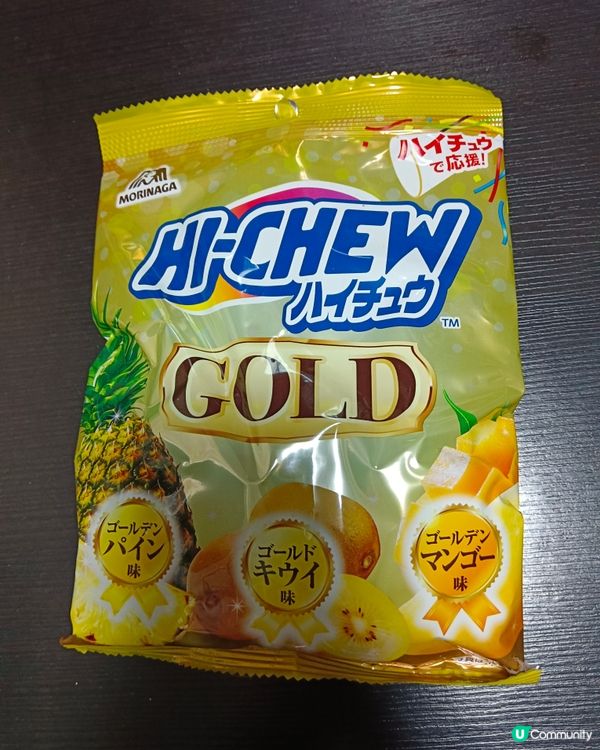 MORINAGA
ハイチュウ
で応援!
HI-CHEW
ハイチュウ
TM
GOLD
ゴールデン
パイン
味
ゴールド
キウイ
味
ゴールデン
マンゴー
味
U Community